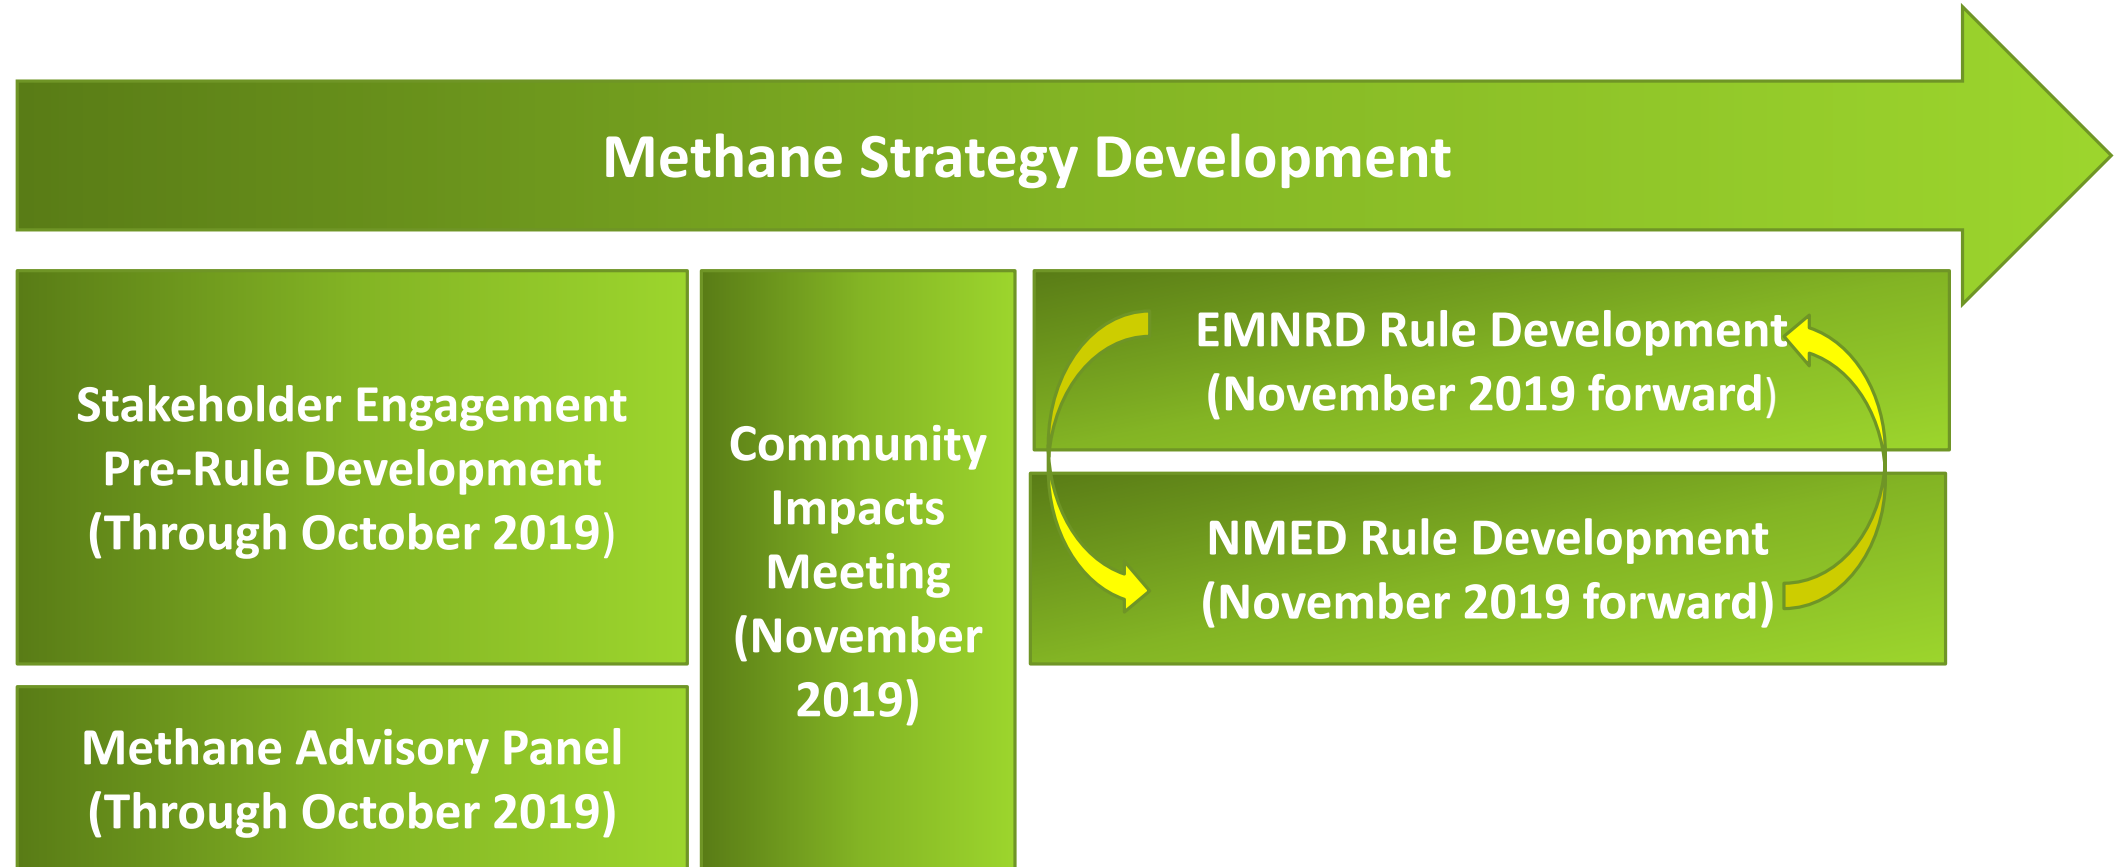 Methane Strategy Development
Stakeholder Engagement
Pre-Rule Development
(Through October 2019)
Methane Advisory Panel
(Through October 2019)
Community
Impacts
Meeting
(November
2019)
EMNRD Rule Development
(November 2019 forward)
NMED Rule Development
(November 2019 forward)